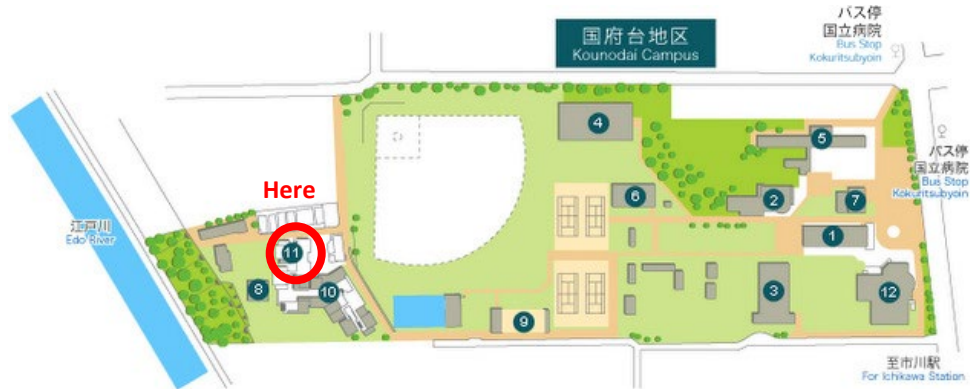 国府台地区
Kounodai Campus
バス停
国立病院
Bus Stop
Kokuritsubyoin
4
5
バス停
国立病院
Bus Stop
Kokuritsubyoin
Here
6
2
7
江戸川
Edo River
11
1
8
10
3
12
9
至市川駅
For Ichikawa Station